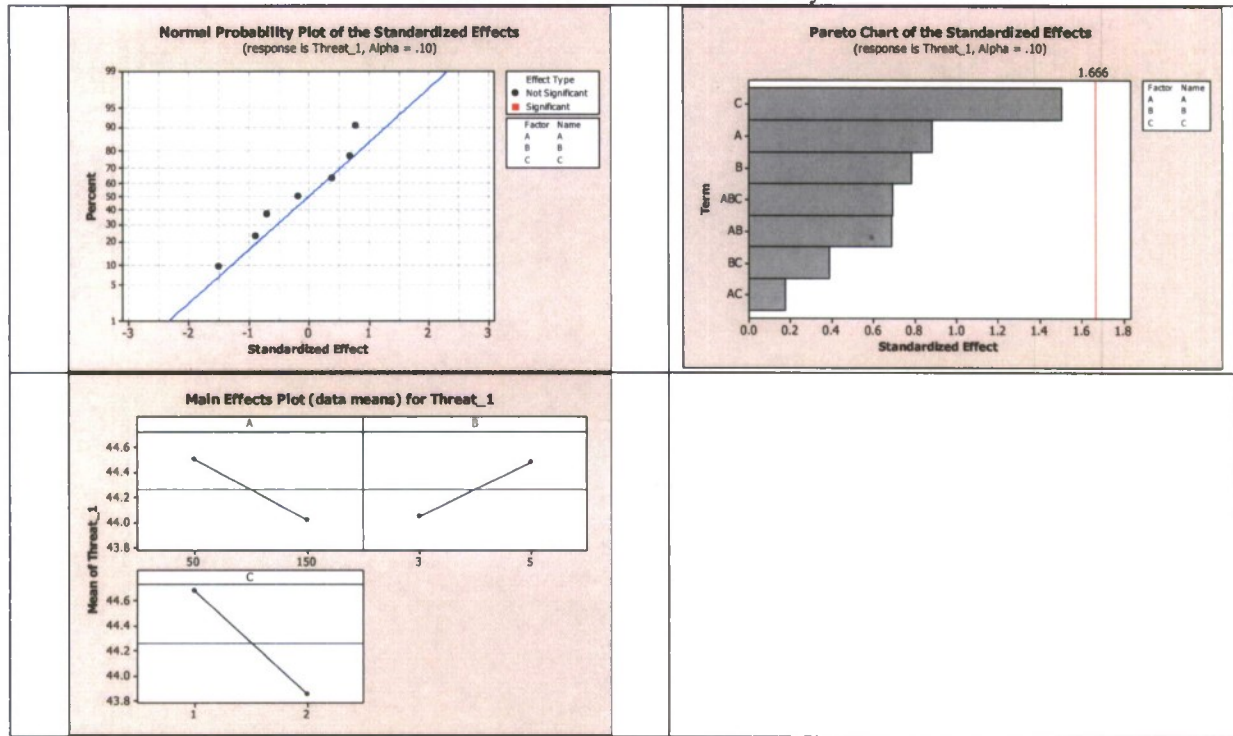 Normal Probability Plot of the Standardized Effects
(response is Threat_1, Alpha = .10)
99
95
90
80
70
60
50
40
30
20
10
5
1
Percent
-3 -2 -1 0 1 2 3
Standardized Effect
Effect Type
Not Significant
Significant
Factor Name
A A
B B
C C
Pareto Chart of the Standardized Effects
(response is Threat_1, Alpha = .10)
1.666
Term
C
A
B
ABC
AB
BC
AC
0.0 0.2 0.4 0.6 0.8 1.0 1.2 1.4 1.6 1.8
Standardized Effect
Factor Name
A A
B B
C C
Main Effects Plot (data means) for Threat_1
Mean of Threat_1
A B
44.6
44.4
44.2
44.0
43.8
50 150 3 5
C
44.6
44.4
44.2
44.0
43.8
1 2